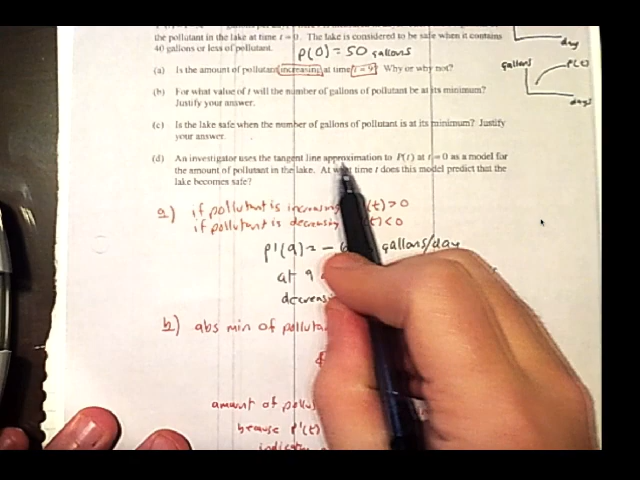 the pollutant in the lake at time t = 0. The lake is considered to be safe when it contains
40 gallons or less of pollutant.
P(0) = 50 gallons
day
gallons
P(t)
days
(a) Is the amount of pollutant increasing at time t = 9? Why or why not?
(b) For what value of t will the number of gallons of pollutant be at its minimum?
Justify your answer.
(c) Is the lake safe when the number of gallons of pollutant is at its minimum? Justify
your answer.
(d) An investigator uses the tangent line approximation to P(t) at t = 0 as a model for
the amount of pollutant in the lake. At what time t does this model predict that the
lake becomes safe?
a) if pollutant is increasing (t) > 0
if pollutant is decreasing (t) < 0
P'(9) = - gallons/day
at 9
b) abs min of
amount of
because P'(t)